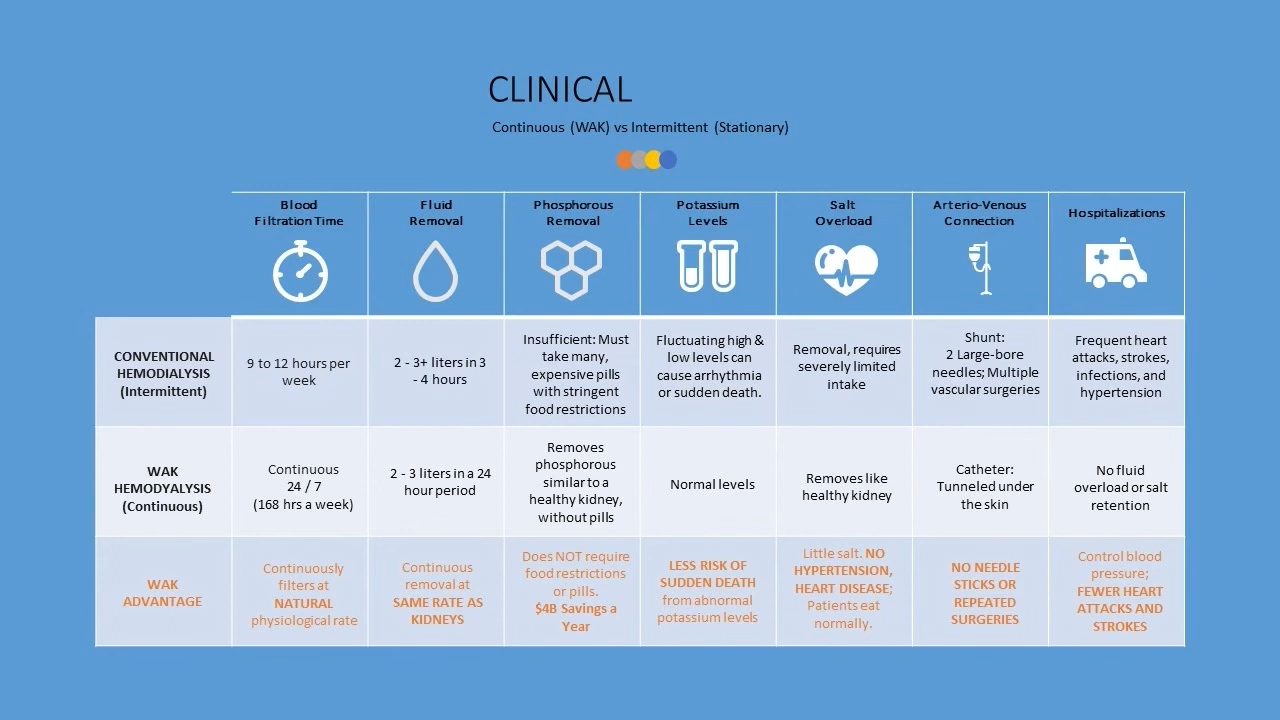 CLINICAL
Continuous (WAK) vs Intermittent (Stationary)
Blood
Filtration Time
Fluid
Removal
Phosphorous
Removal
Potassium
Levels
Salt
Overload
Arterio-Venous
Connection
Hospitalizations
CONVENTIONAL
HEMODIALYSIS
(Intermittent)
9 to 12 hours per
week
2 - 3+ liters in 3
- 4 hours
Insufficient: Must
take many,
expensive pills
with stringent
food restrictions
Fluctuating high &
low levels can
cause arrhythmia
or sudden death.
Removal, requires
severely limited
intake
Shunt:
2 Large-bore
needles; Multiple
vascular surgeries
Frequent heart
attacks, strokes,
infections, and
hypertension
WAK
HEMODYALYSIS
(Continuous)
Continuous
24 / 7
(168 hrs a week)
2 - 3 liters in a 24
hour period
Removes
phosphorous
similar to a
healthy kidney,
without pills
Normal levels
Removes like
healthy kidney
Catheter:
Tunneled under
the skin
No fluid
overload or salt
retention
WAK
ADVANTAGE
Continuously
filters at
NATURAL
physiological rate
Continuous
removal at
SAME RATE AS
KIDNEYS
Does NOT require
food restrictions
or pills.
$4B Savings a
Year
LESS RISK OF
SUDDEN DEATH
from abnormal
potassium levels
Little salt. NO
HYPERTENSION,
HEART DISEASE;
Patients eat
normally.
NO NEEDLE
STICKS OR
REPEATED
SURGERIES
Control blood
pressure;
FEWER HEART
ATTACKS AND
STROKES